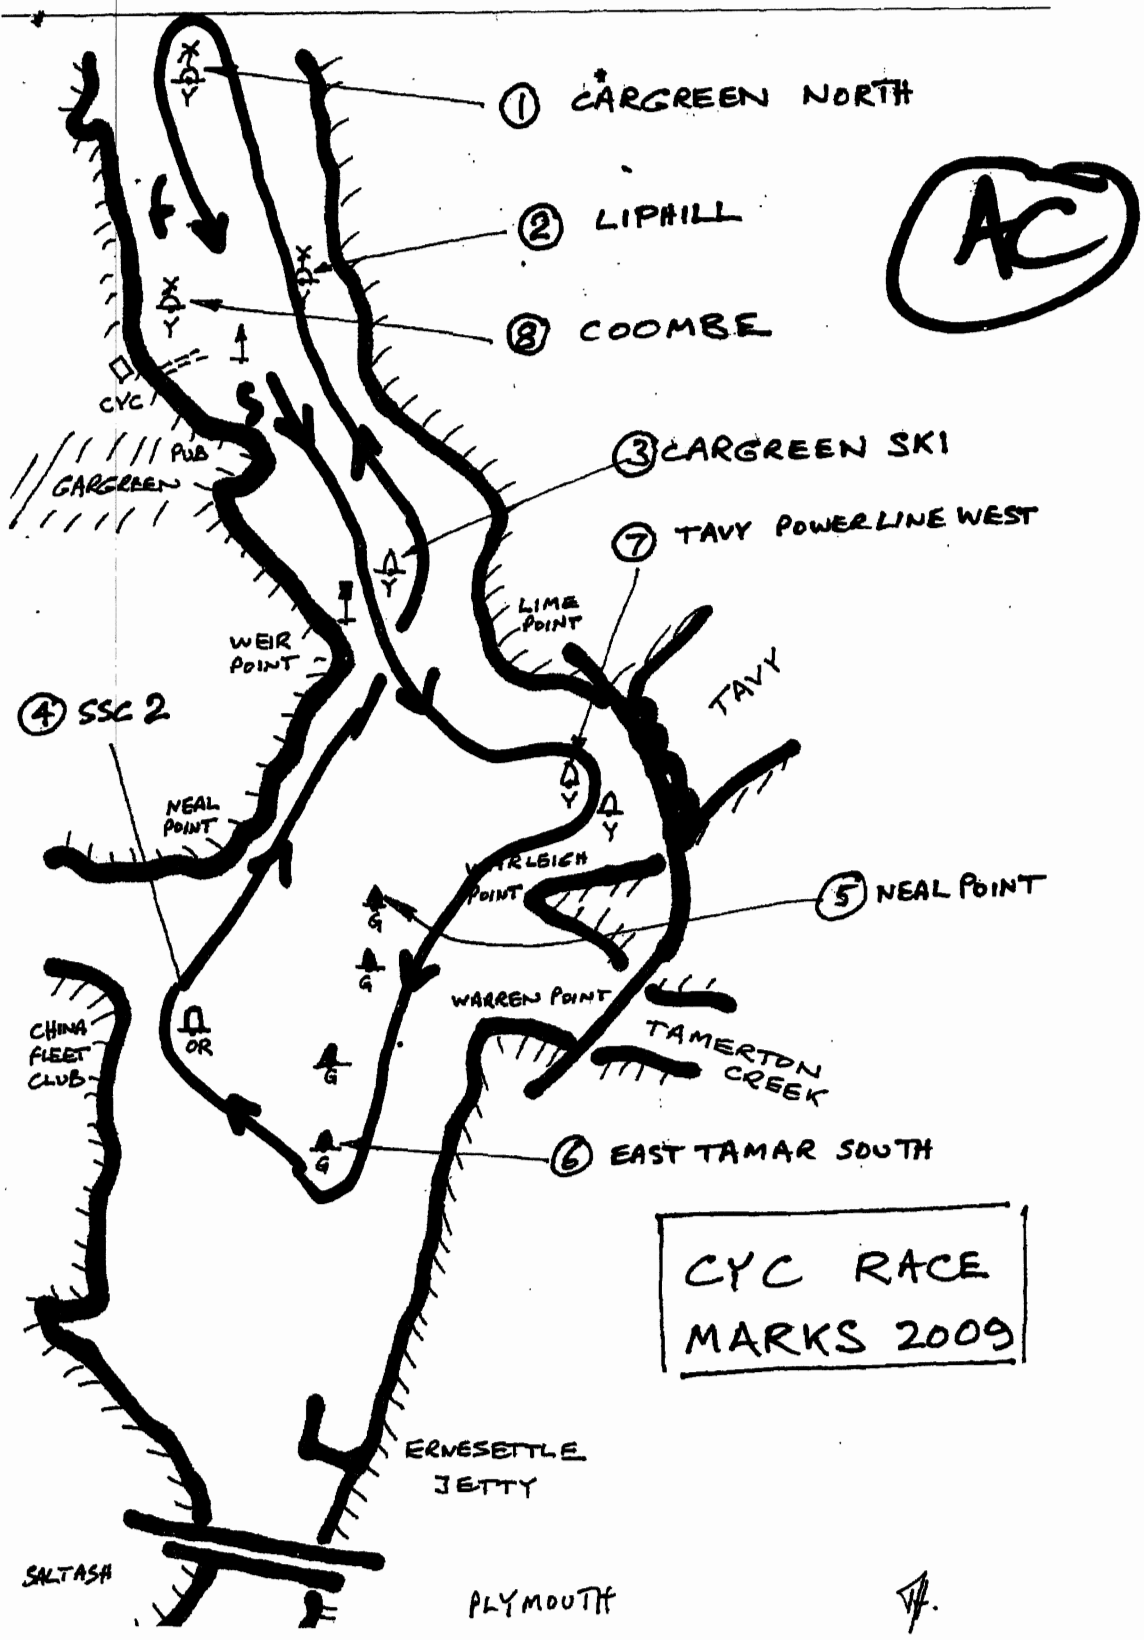 ① CARGREEN NORTH
Y
AC
② LIPHILL
f
X
Y
⑧ COOMBE
X
Y
CYC
S
PUB
③ CARGREEN SKI
GARGREEN
⑦ TAVY POWERLINE WEST
Y
LIME
POINT
WEIR
POINT
TAVY
④ SSC 2
Y
Y
NEAL
POINT
WARLEIGH
POINT
⑤ NEAL POINT
G
G
WARREN POINT
CHINA
FLEET
CLUB
OR
TAMERTON
CREEK
G
⑥ EAST TAMAR SOUTH
G
CYC RACE
MARKS 2009
ERNESETTLE
JETTY
SALTASH
PLYMOUTH